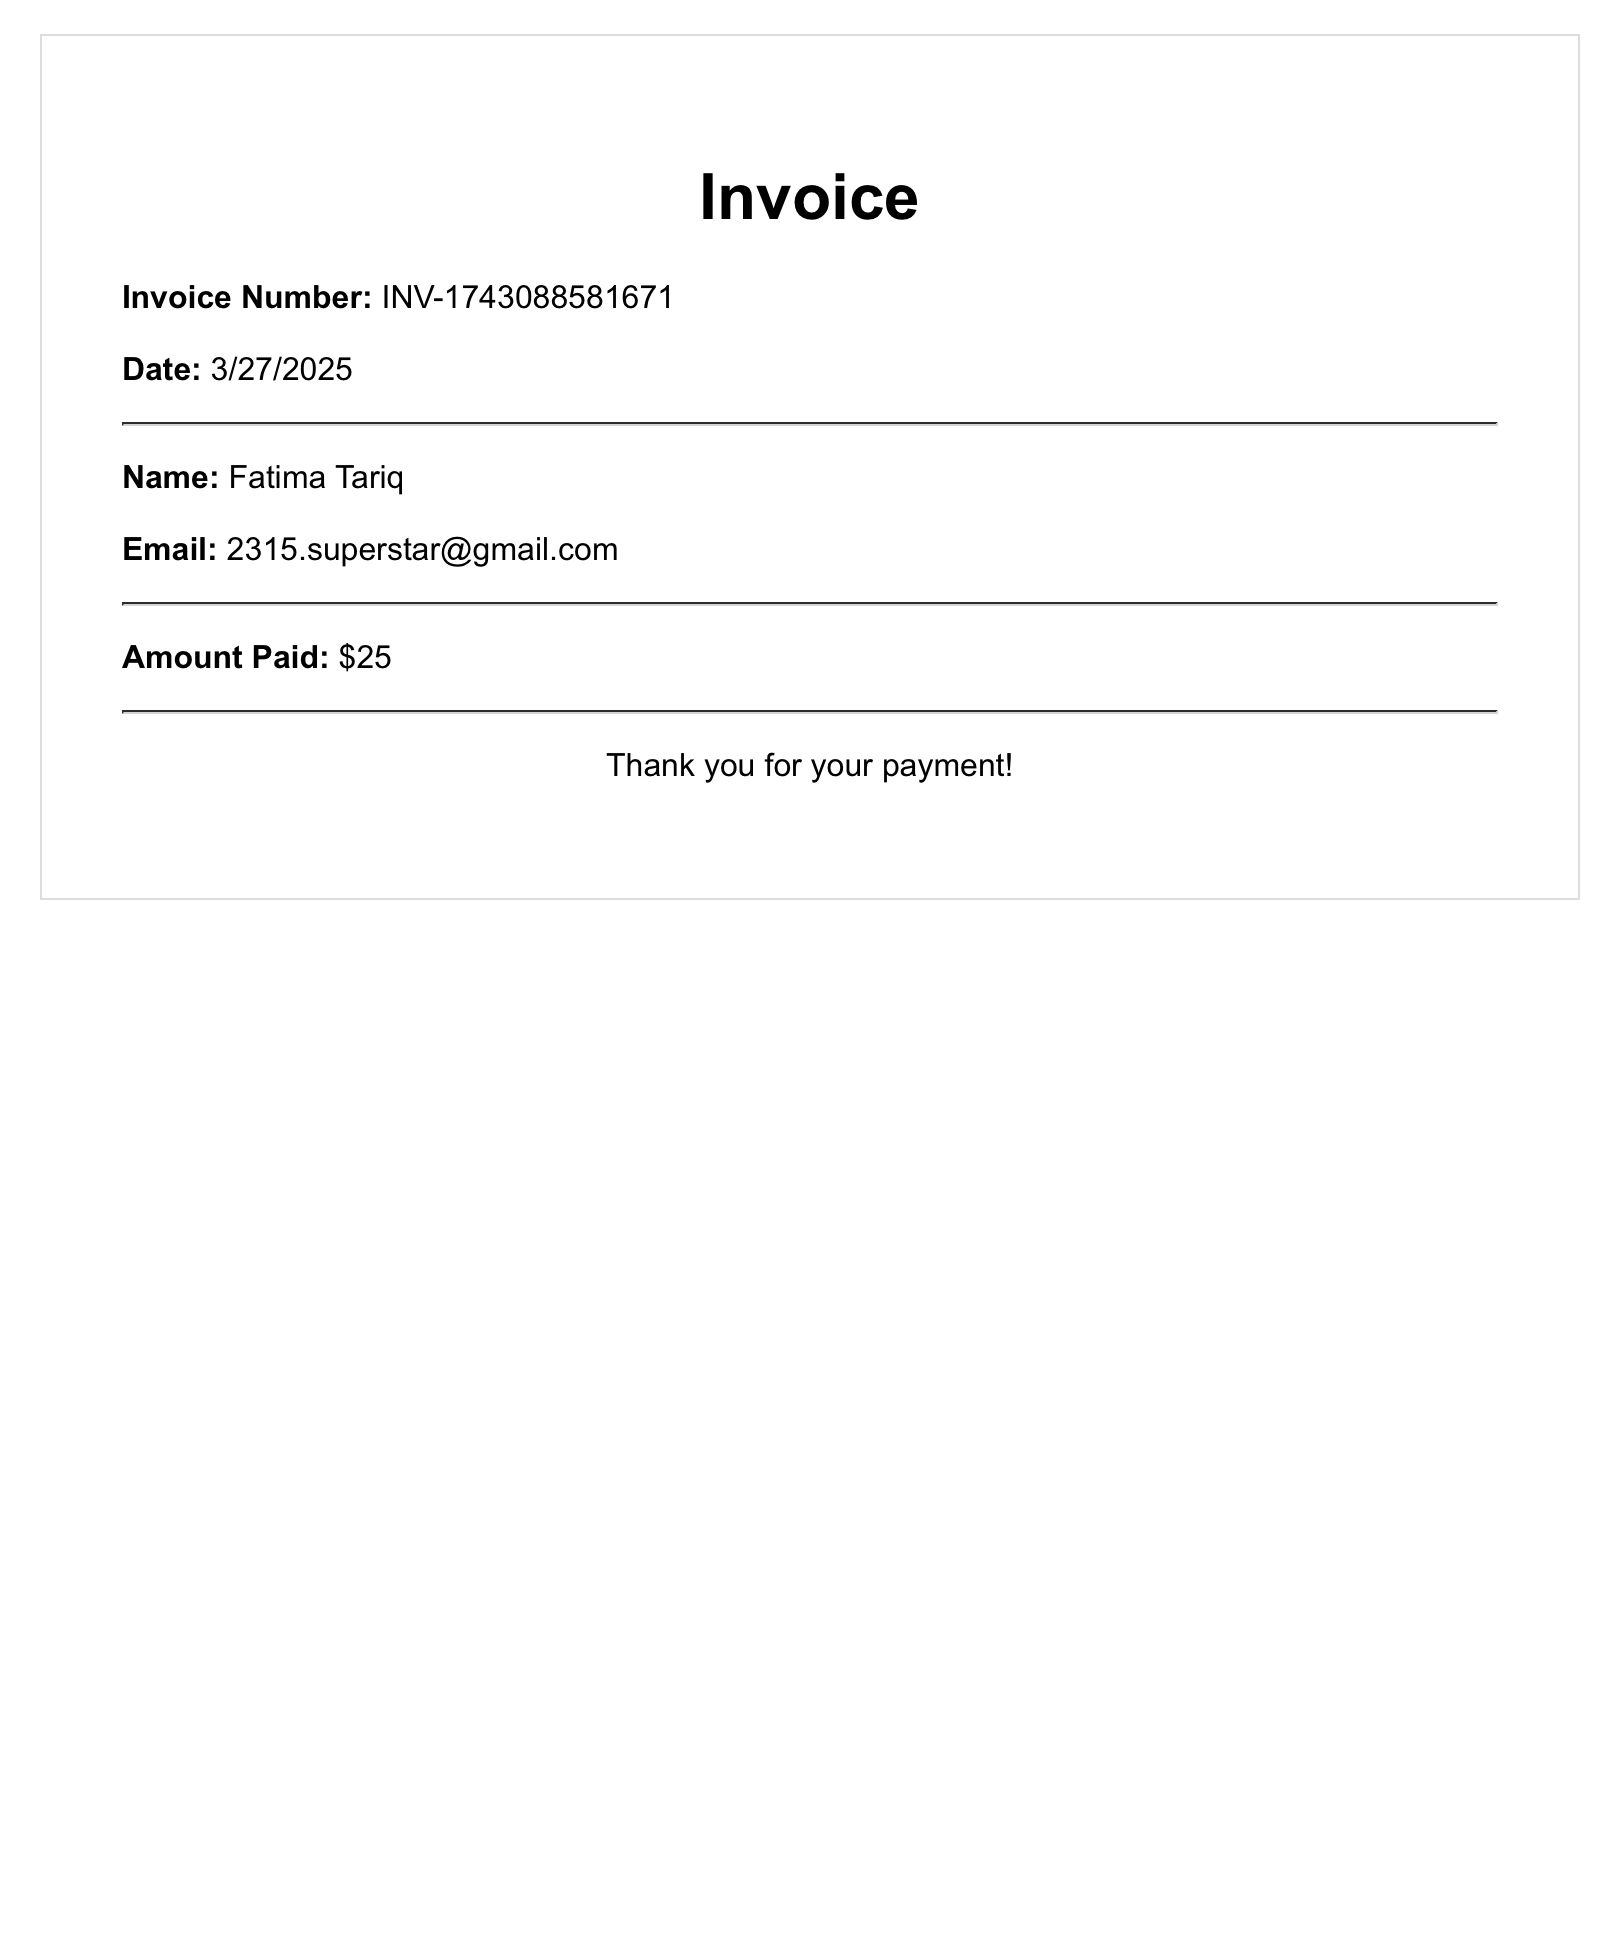 Invoice
Invoice Number: INV-1743088581671
Date: 3/27/2025
Name: Fatima Tariq
Email: 2315.superstar@gmail.com
Amount Paid: $25
Thank you for your payment!